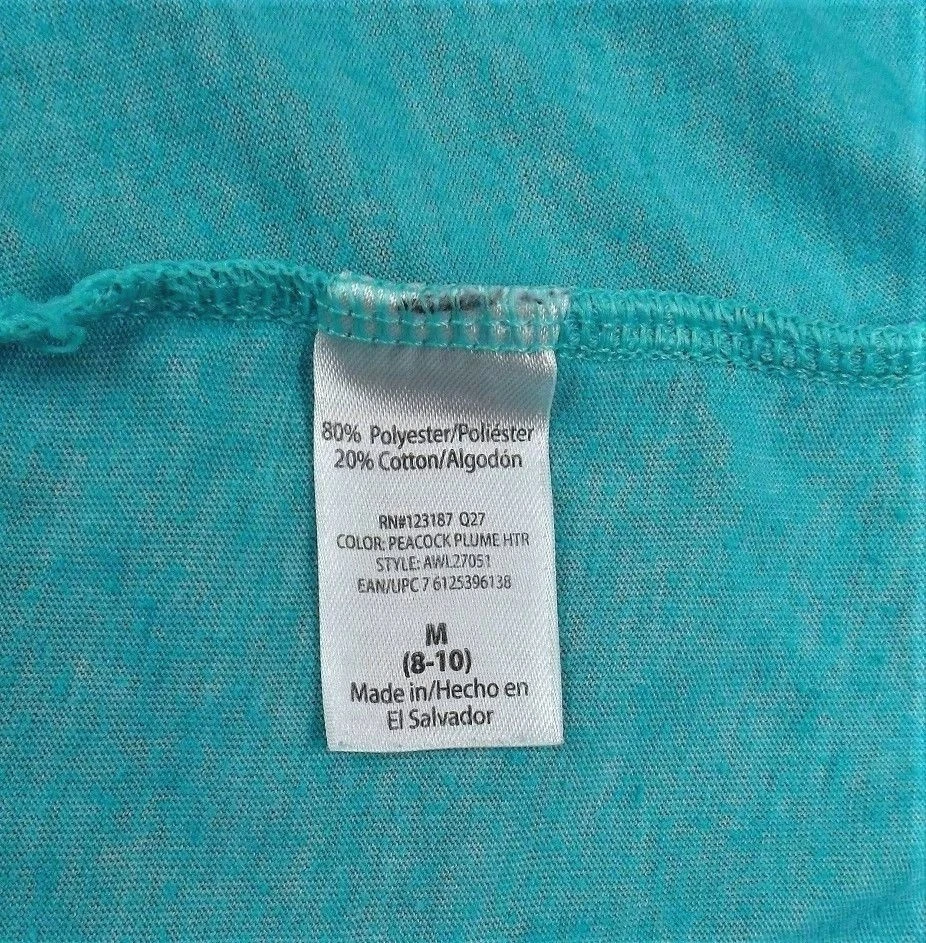 80% Polyester/Poliéster
20% Cotton/Algodón
RN#123187 Q27
COLOR: PEACOCK PLUME HTR
STYLE: AWL27051
EAN/UPC 7 6125396138
M
(8-10)
Made in/Hecho en
El Salvador